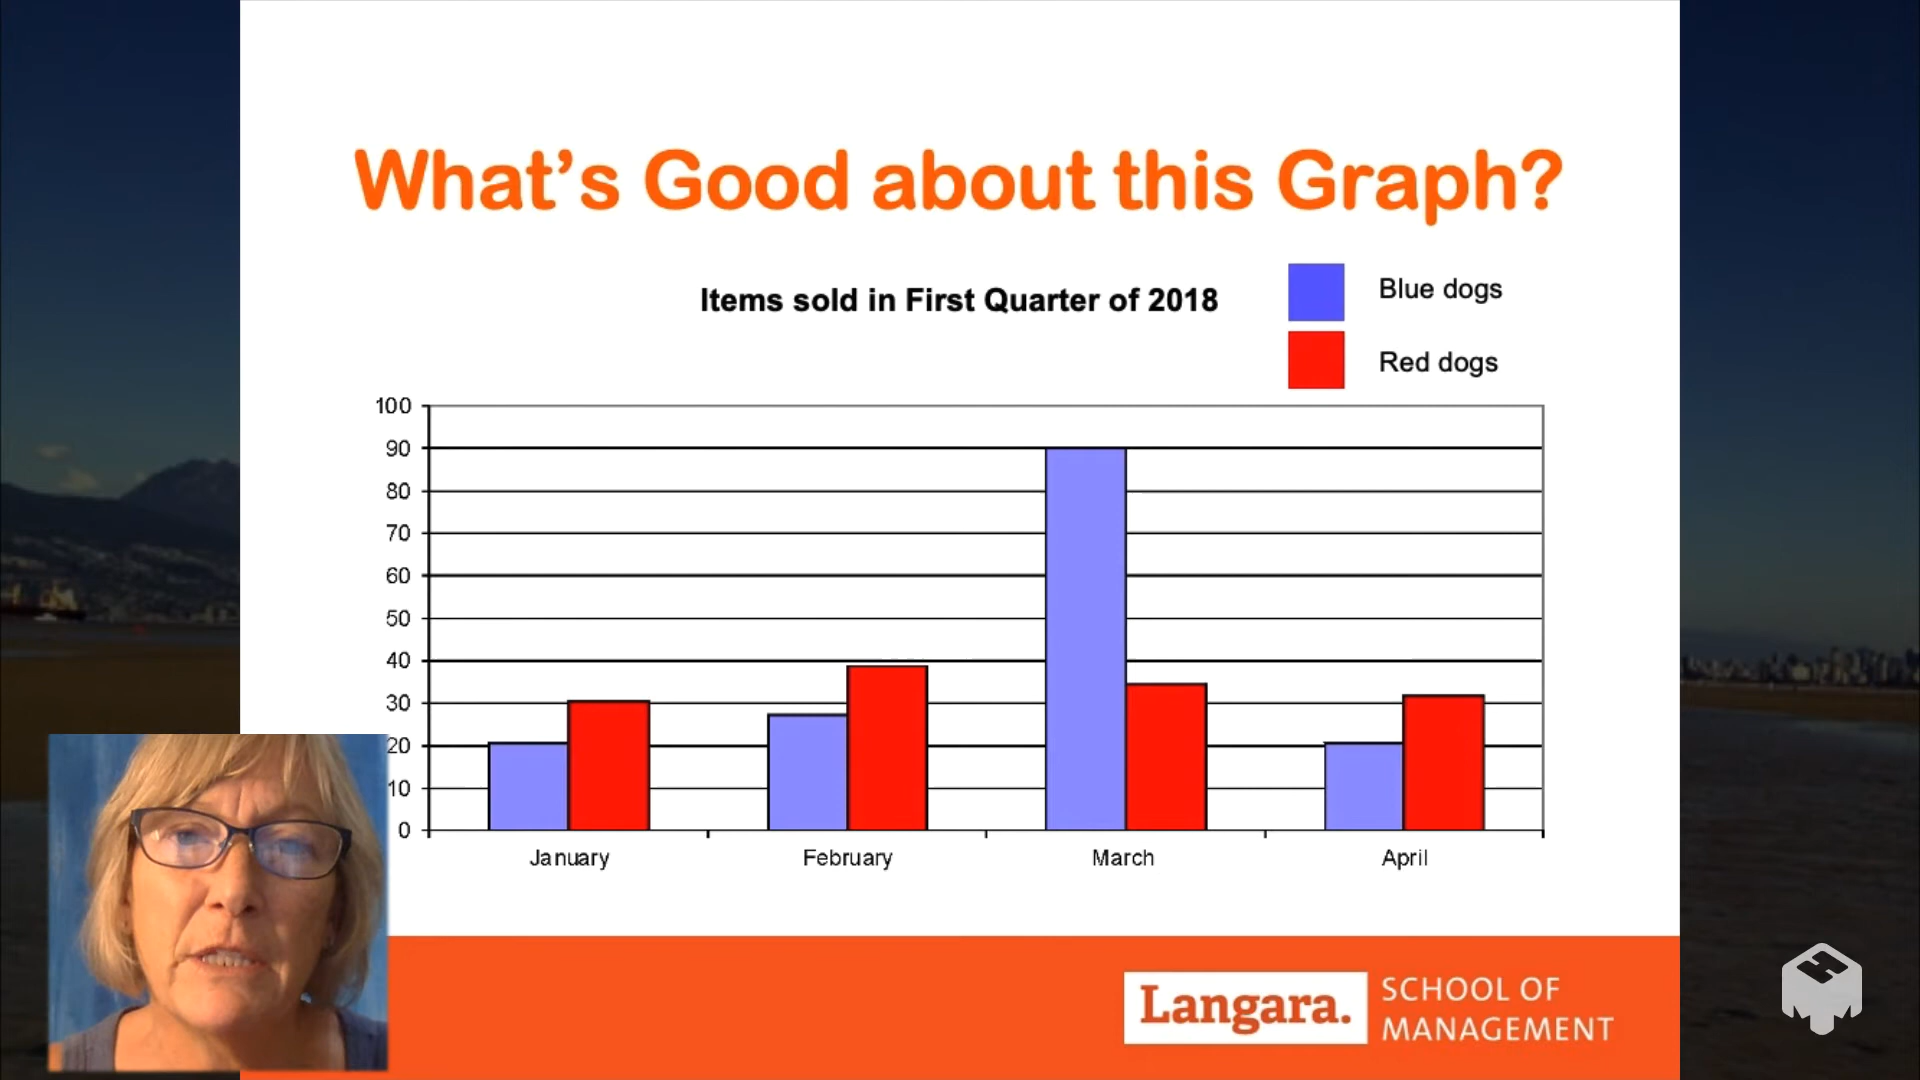 What's Good about this Graph?
Items sold in First Quarter of 2018
Blue dogs
Red dogs
100
90
80
70
60
50
40
30
20
10
0
January
February
March
April
Langara.
SCHOOL OF
MANAGEMENT